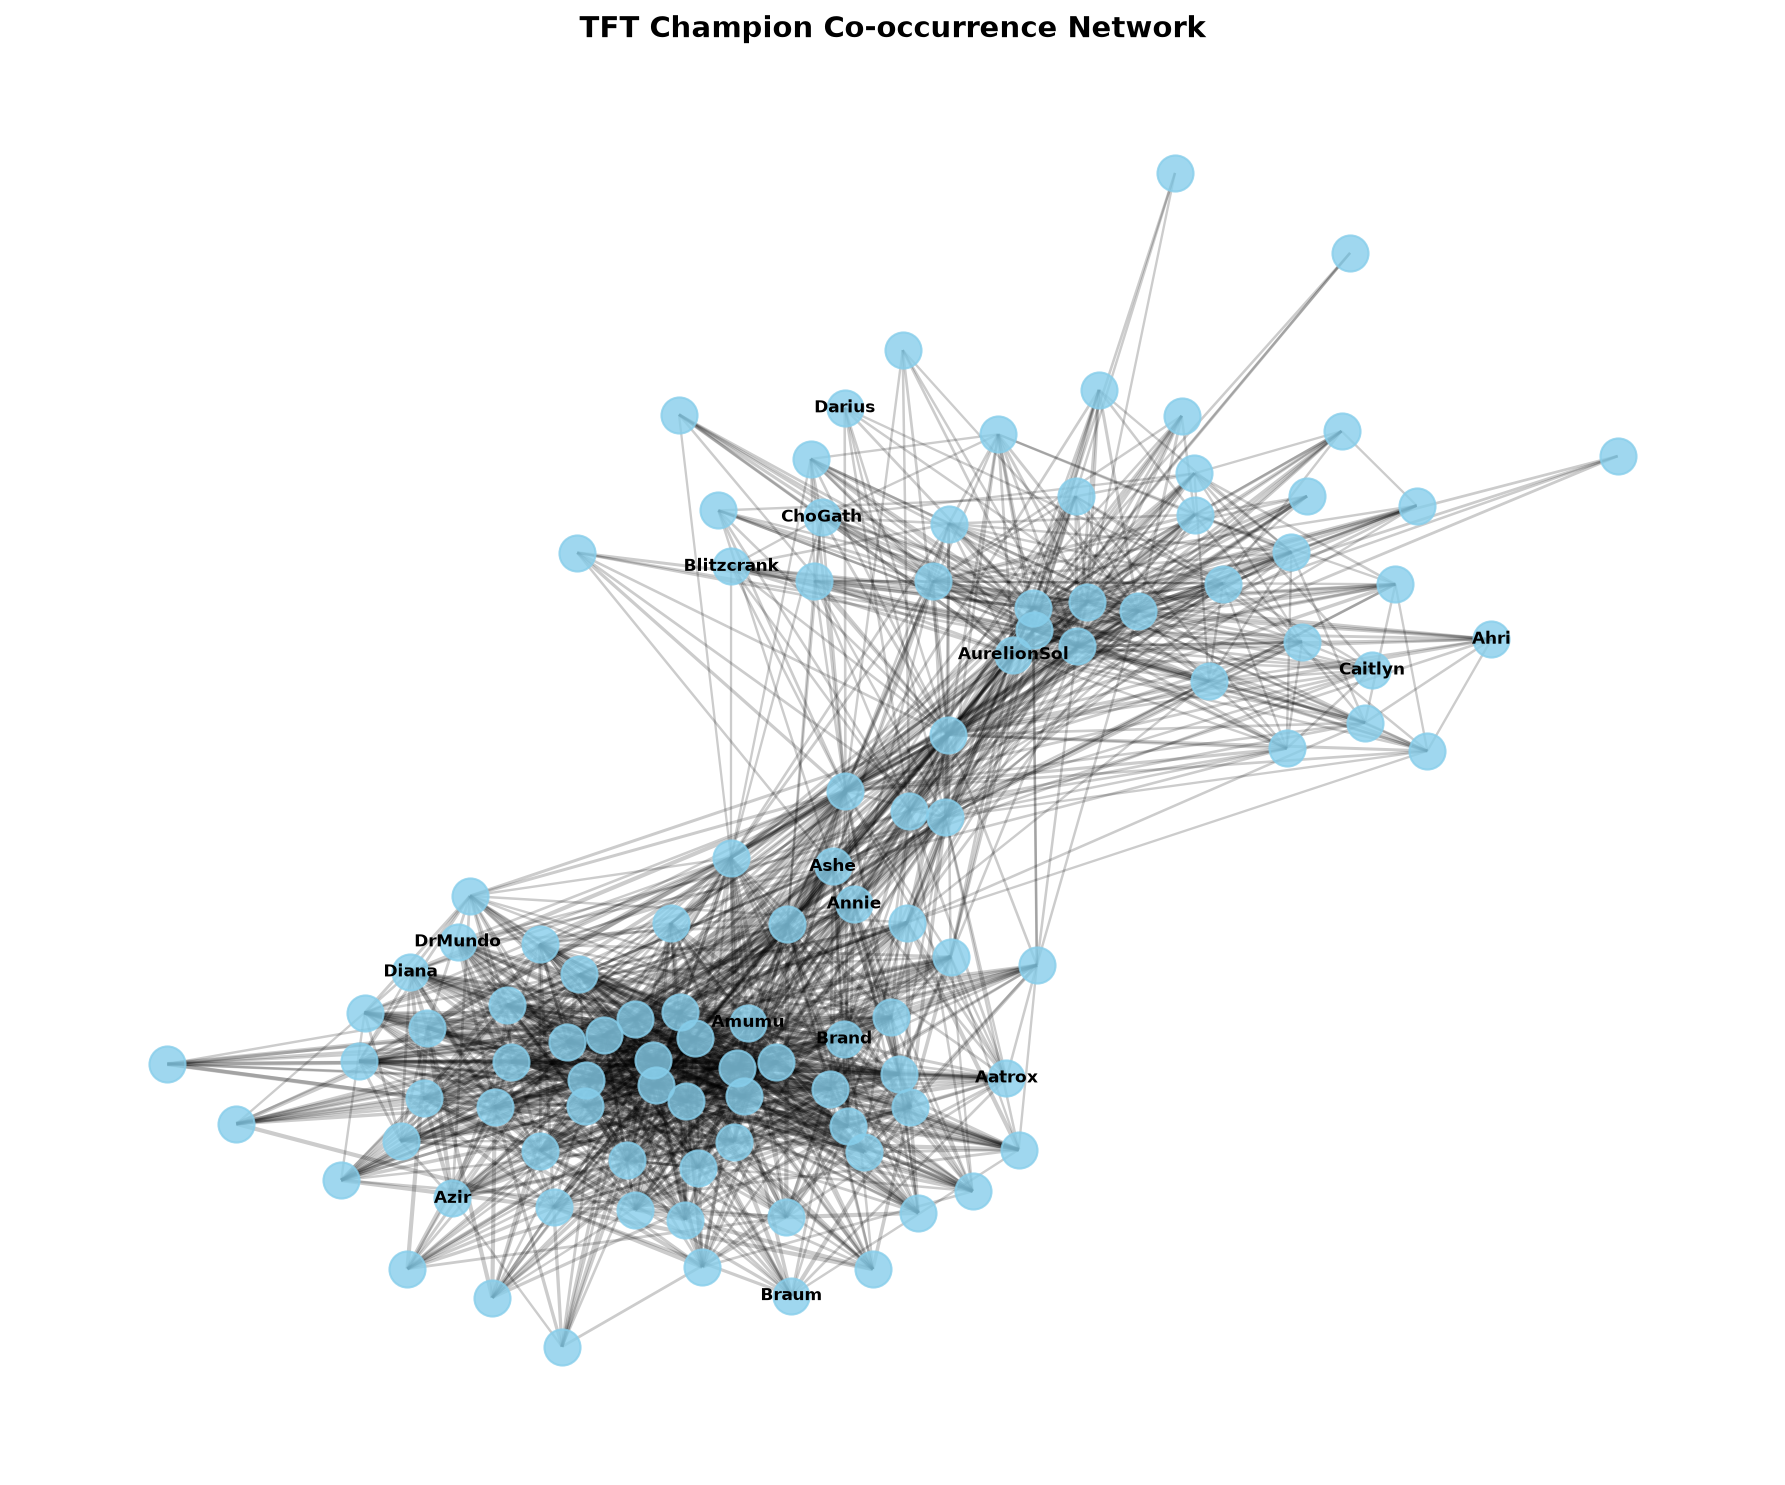 TFT Champion Co-occurrence Network
Darius
ChoGath
Blitzcrank
Ahri
AurelionSol
Caitlyn
Ashe
Annie
DrMundo
Diana
Amumu
Brand
Aatrox
Azir
Braum